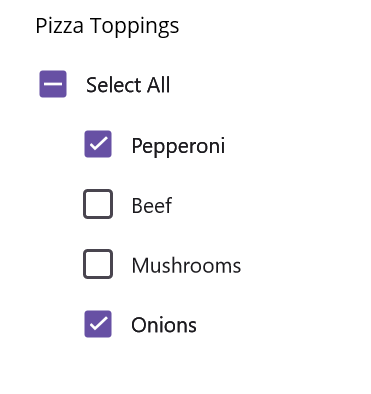 Pizza Toppings
Select All
Pepperoni
Beef
Mushrooms
Onions